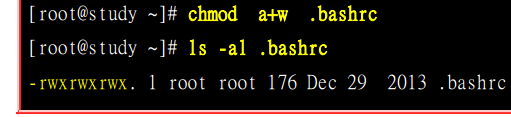 [root@study ~]# chmod  a+w  .bashrc
[root@study ~]# ls -al .bashrc
-rwxrwxrwx. 1 root root 176 Dec 29  2013 .bashrc